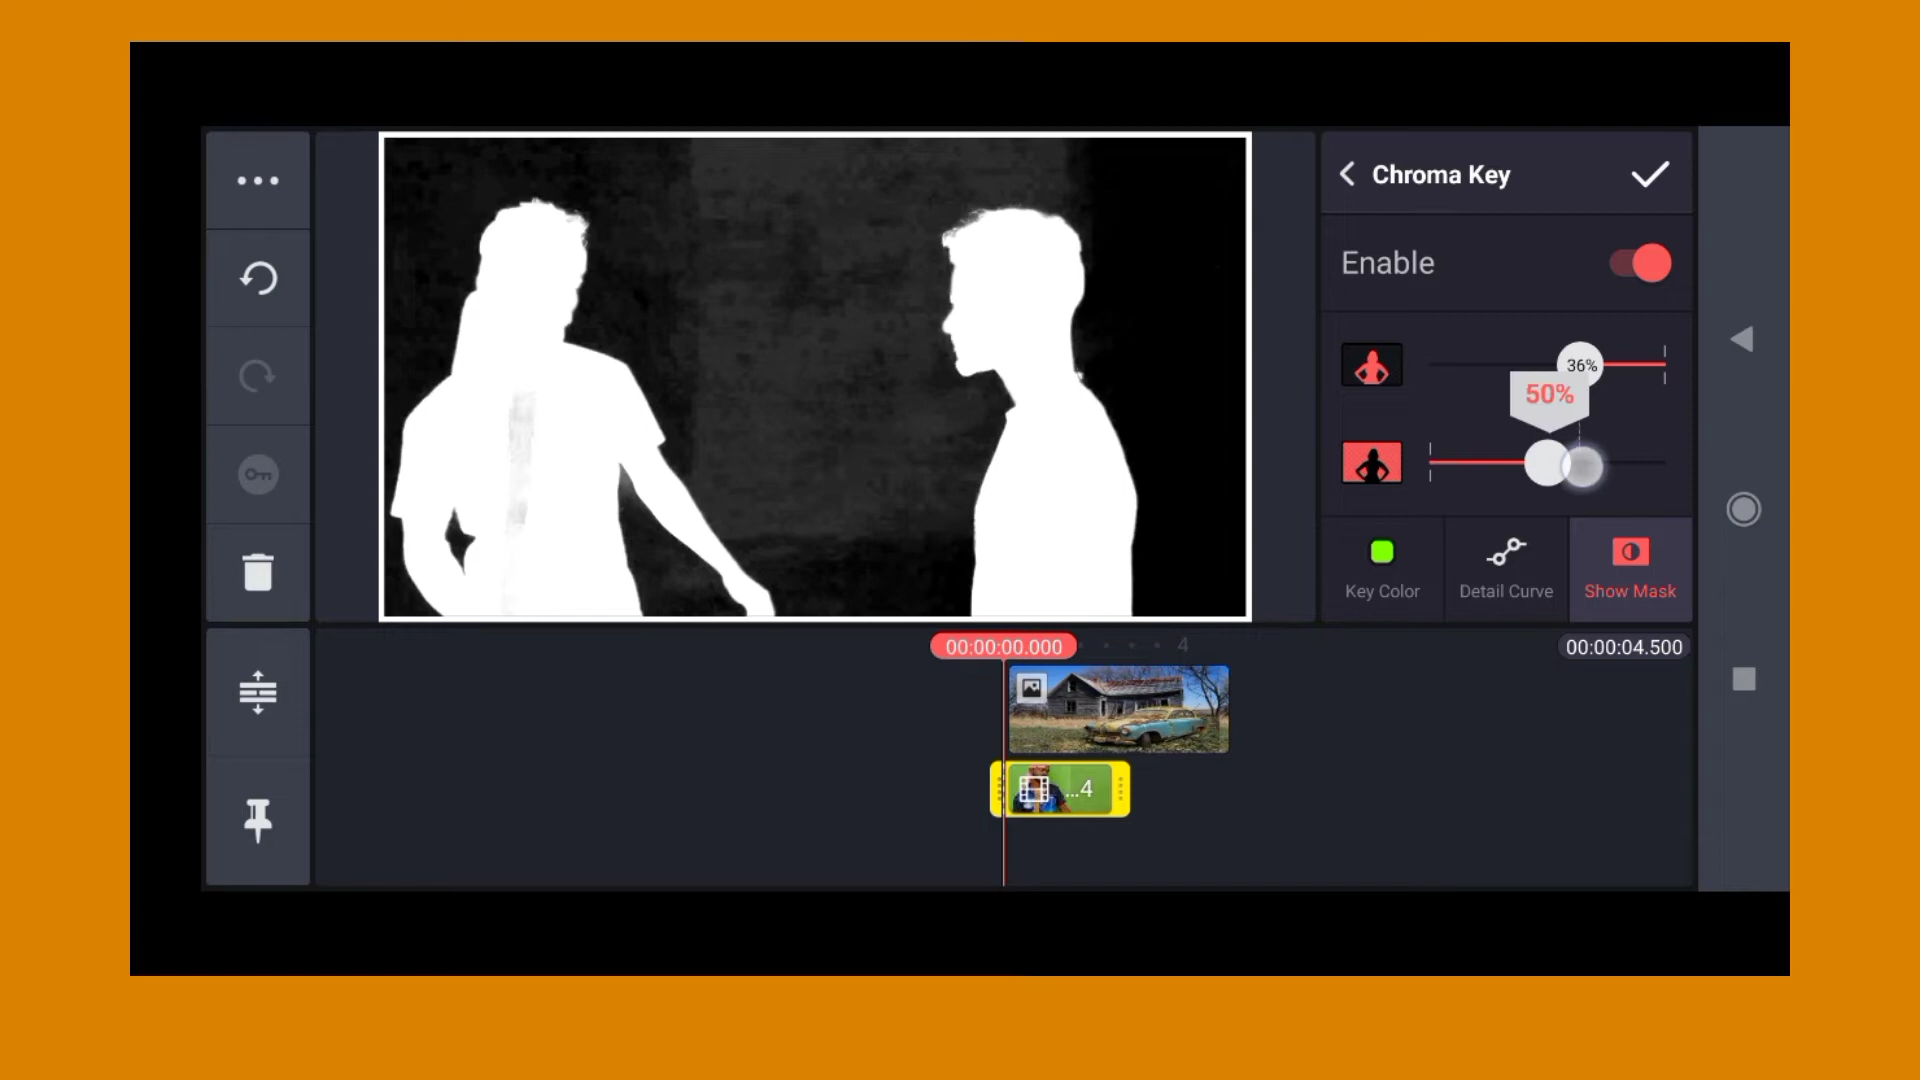 Chroma Key
Enable
36%
50%
Key Color
Detail Curve
Show Mask
00:00:00.000
4
00:00:04.500
...4